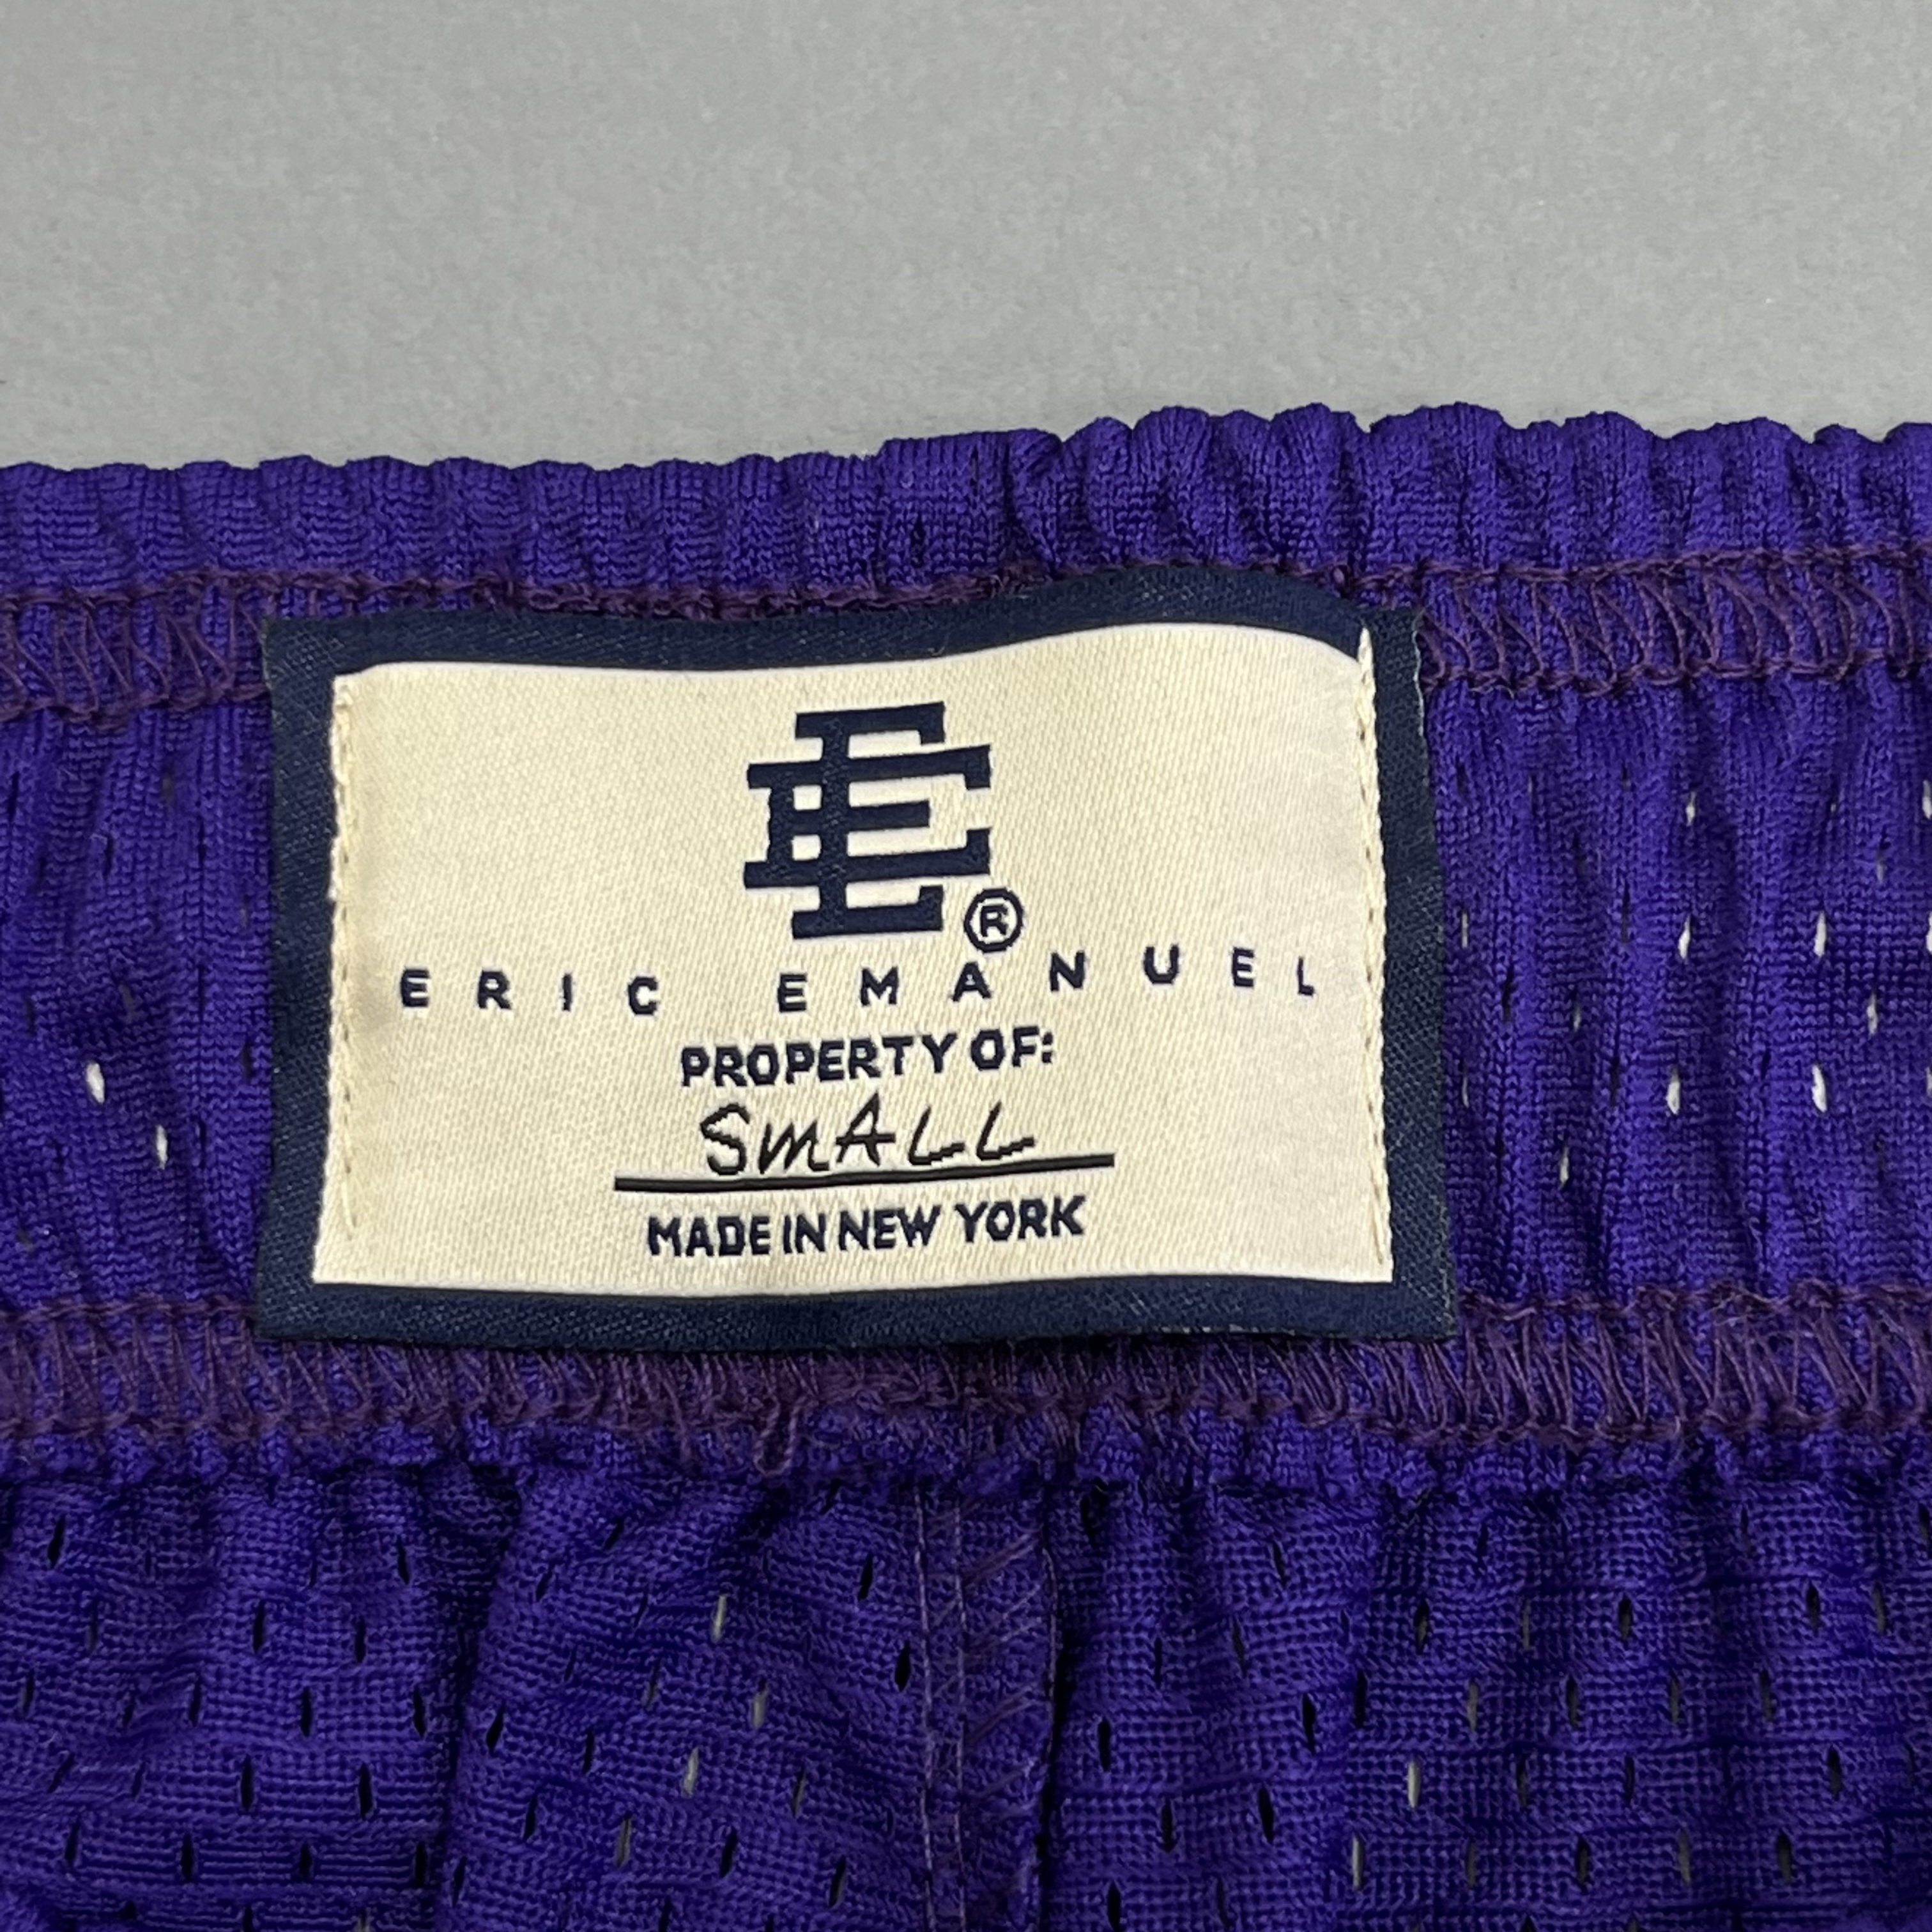 EE®
ERIC EMANUEL
PROPERTY OF:
SMALL
MADE IN NEW YORK